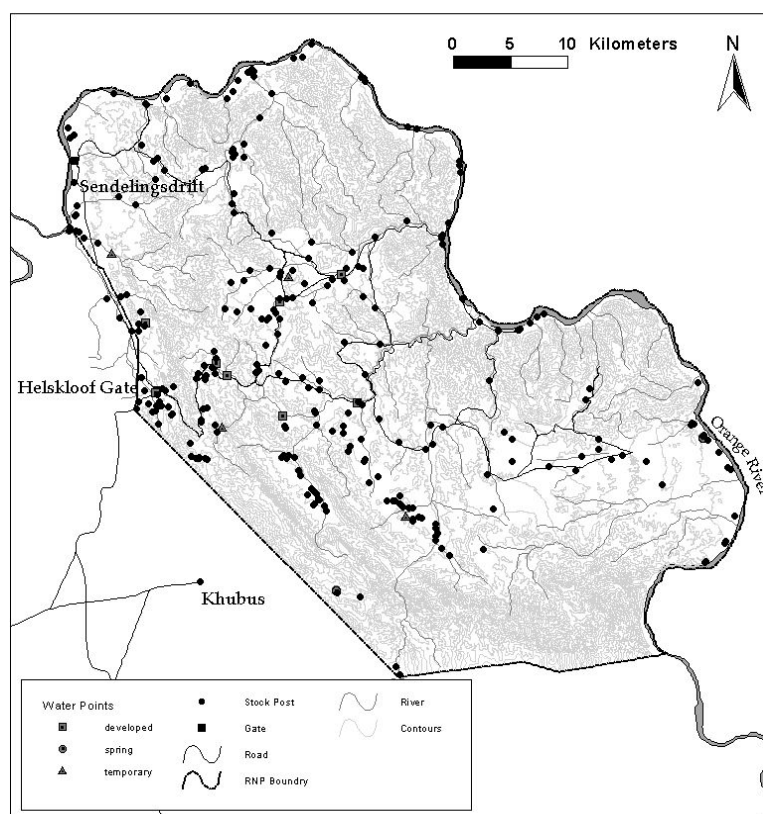 0 5 10 Kilometers
N
Sendelingsdrift
Helskloof Gate
Orange River
Khubus
Water Points
developed
spring
temporary
Stock Post
Gate
Road
RNP Boundry
River
Contours